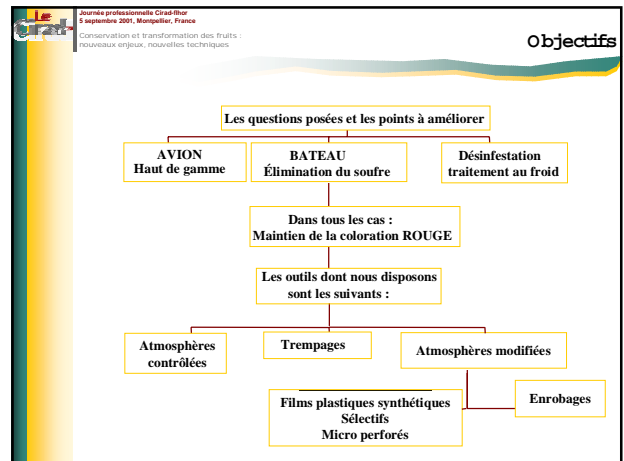 Le
Cirad
Journée professionnelle Cirad-flhor
5 septembre 2001, Montpellier, France
Conservation et transformation des fruits :
nouveaux enjeux, nouvelles techniques
Objectifs
Les questions posées et les points à améliorer
AVION
Haut de gamme
BATEAU
Élimination du soufre
Désinfestation
traitement au froid
Dans tous les cas :
Maintien de la coloration ROUGE
Les outils dont nous disposons
sont les suivants :
Atmosphères
contrôlées
Trempages
Atmosphères modifiées
Films plastiques synthétiques
Sélectifs
Micro perforés
Enrobages